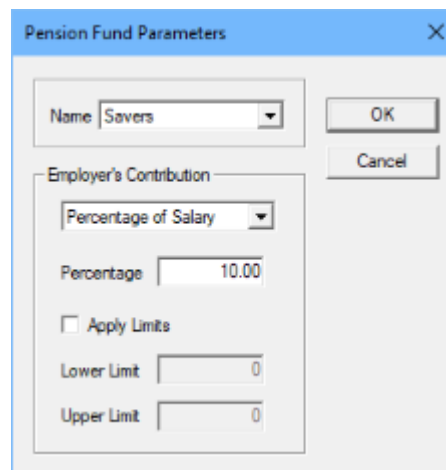 Pension Fund Parameters
Name Savers
OK
Cancel
Employer's Contribution
Percentage of Salary
Percentage 10.00
Apply Limits
Lower Limit 0
Upper Limit 0